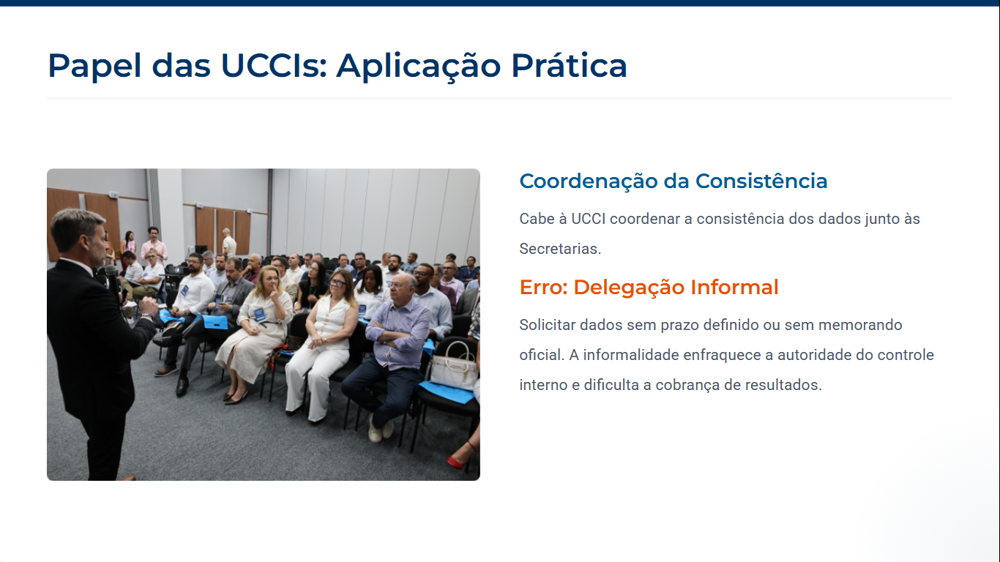 Papel das UCCIs: Aplicação Prática
Coordenação da Consistência
Cabe à UCCI coordenar a consistência dos dados junto às
Secretarias.
Erro: Delegação Informal
Solicitar dados sem prazo definido ou sem memorando
oficial. A informalidade enfraquece a autoridade do controle
interno e dificulta a cobrança de resultados.